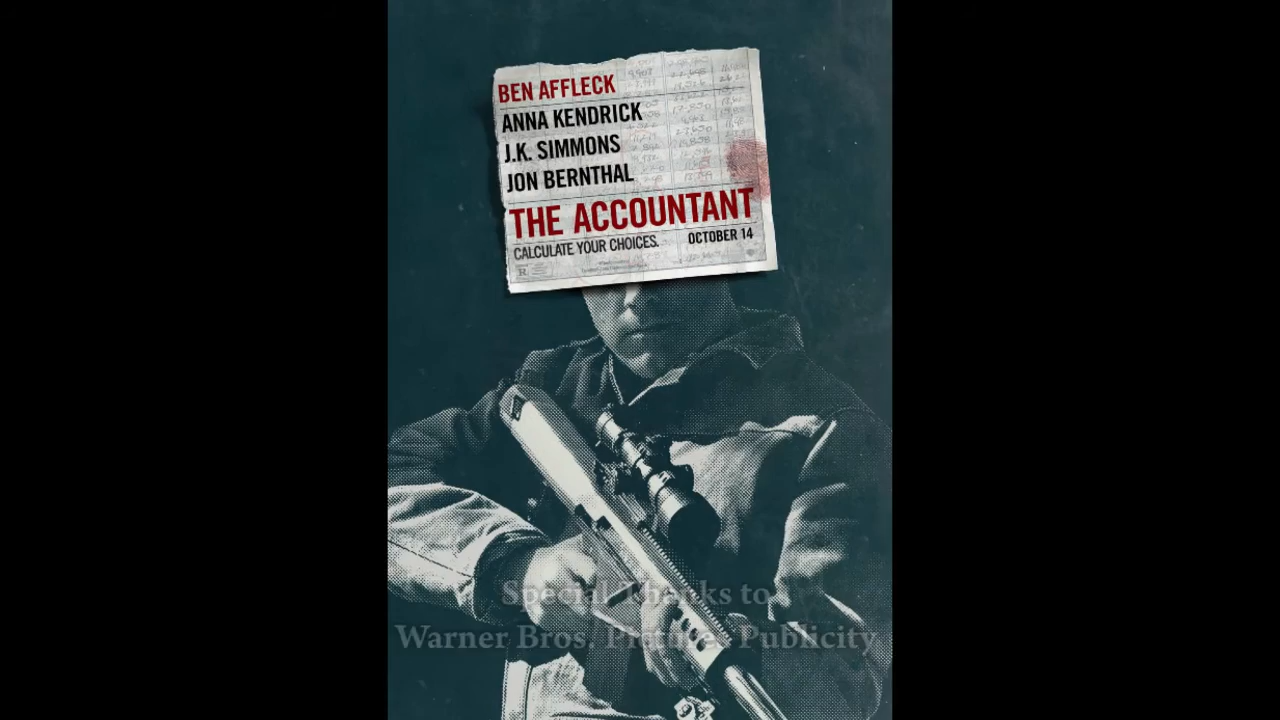 BEN AFFLECK
ANNA KENDRICK
J.K. SIMMONS
JON BERNTHAL
THE ACCOUNTANT
CALCULATE YOUR CHOICES. OCTOBER 14
R
Special Thanks to
Warner Bros. Pictures Publicity